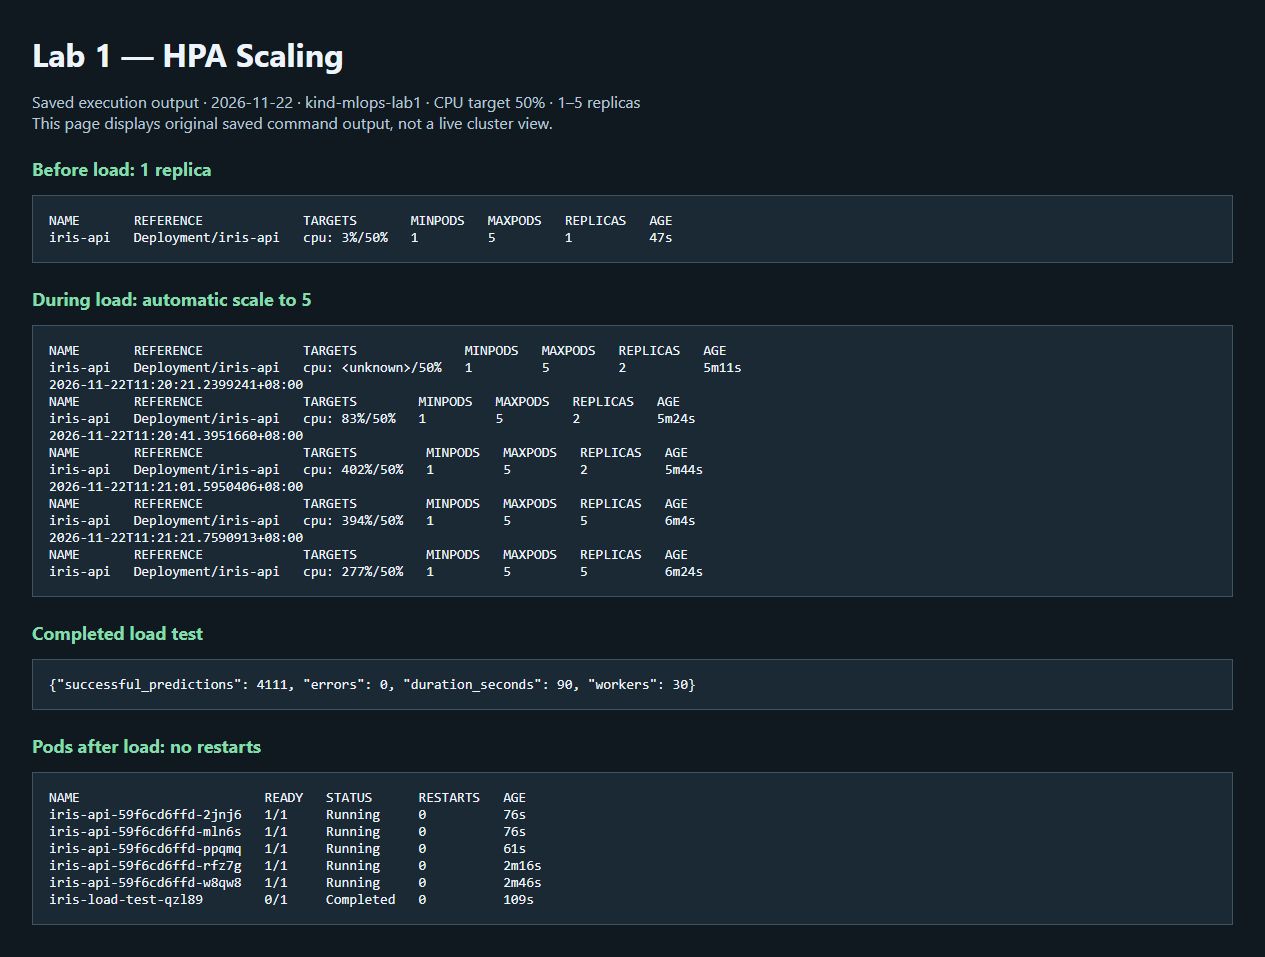 Lab 1 — HPA Scaling
Saved execution output · 2026-11-22 · kind-mlops-lab1 · CPU target 50% · 1–5 replicas
This page displays original saved command output, not a live cluster view.
Before load: 1 replica
NAME       REFERENCE             TARGETS       MINPODS   MAXPODS   REPLICAS   AGE
iris-api   Deployment/iris-api   cpu: 3%/50%   1         5         1          47s
During load: automatic scale to 5
NAME       REFERENCE             TARGETS              MINPODS   MAXPODS   REPLICAS   AGE
iris-api   Deployment/iris-api   cpu: <unknown>/50%   1         5         2          5m11s
2026-11-22T11:20:21.2399241+08:00
NAME       REFERENCE             TARGETS        MINPODS   MAXPODS   REPLICAS   AGE
iris-api   Deployment/iris-api   cpu: 83%/50%   1         5         2          5m24s
2026-11-22T11:20:41.3951660+08:00
NAME       REFERENCE             TARGETS         MINPODS   MAXPODS   REPLICAS   AGE
iris-api   Deployment/iris-api   cpu: 402%/50%   1         5         2          5m44s
2026-11-22T11:21:01.5950406+08:00
NAME       REFERENCE             TARGETS         MINPODS   MAXPODS   REPLICAS   AGE
iris-api   Deployment/iris-api   cpu: 394%/50%   1         5         5          6m4s
2026-11-22T11:21:21.7590913+08:00
NAME       REFERENCE             TARGETS         MINPODS   MAXPODS   REPLICAS   AGE
iris-api   Deployment/iris-api   cpu: 277%/50%   1         5         5          6m24s
Completed load test
{"successful_predictions": 4111, "errors": 0, "duration_seconds": 90, "workers": 30}
Pods after load: no restarts
NAME                        READY   STATUS      RESTARTS   AGE
iris-api-59f6cd6ffd-2jnj6   1/1     Running     0          76s
iris-api-59f6cd6ffd-mln6s   1/1     Running     0          76s
iris-api-59f6cd6ffd-ppqmq   1/1     Running     0          61s
iris-api-59f6cd6ffd-rfz7g   1/1     Running     0          2m16s
iris-api-59f6cd6ffd-w8qw8   1/1     Running     0          2m46s
iris-load-test-qzl89        0/1     Completed   0          109s